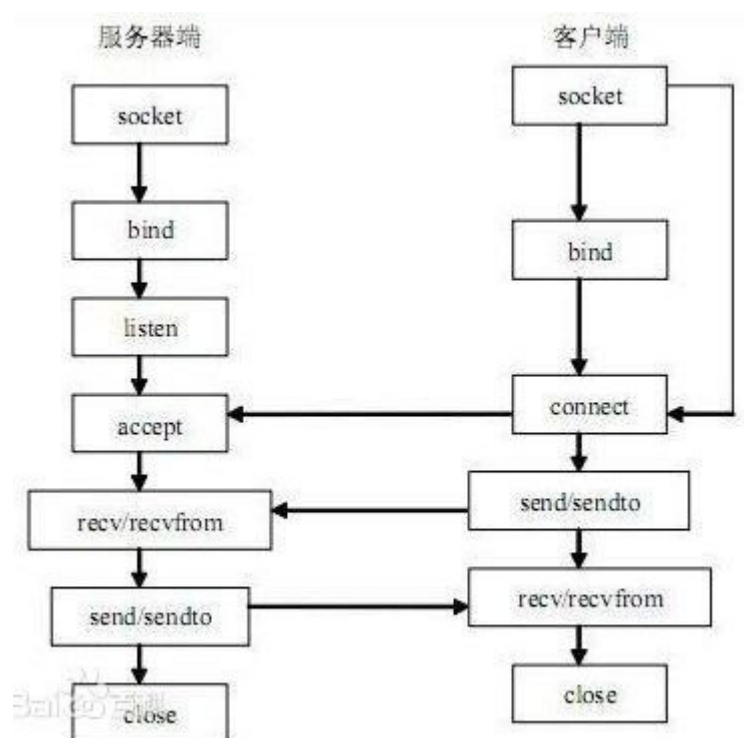 服务器端
socket
bind
listen
accept
recv/recvfrom
send/sendto
close
客户端
socket
bind
connect
send/sendto
recv/recvfrom
close
Bai